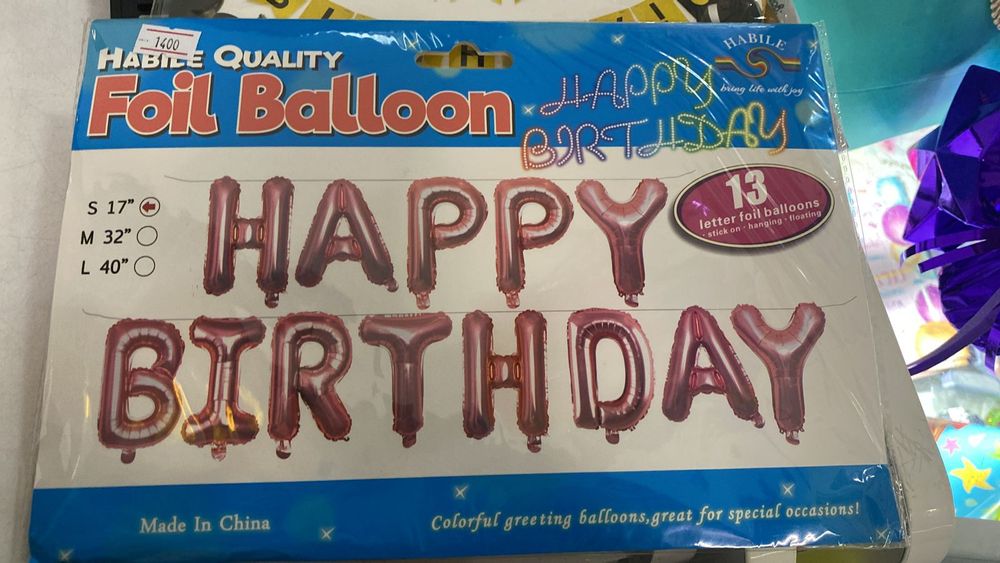 1400
HABILE QUALITY
Foil Balloon
HAPPY
BIRTHDAY
HABILE
bring life with joy
S 17"
M 32"
L 40"
13
letter foil balloons
- stick on - hanging - floating
HAPPY
BIRTHDAY
Made In China
Colorful greeting balloons,great for special occasions!